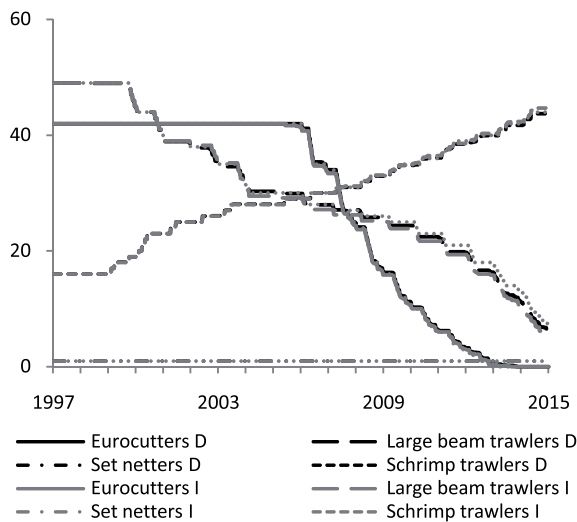 60
40
20
0
1997 2003 2009 2015
Eurocutters D Large beam trawlers D
Set netters D Schrimp trawlers D
Eurocutters I Large beam trawlers I
Set netters I Schrimp trawlers I